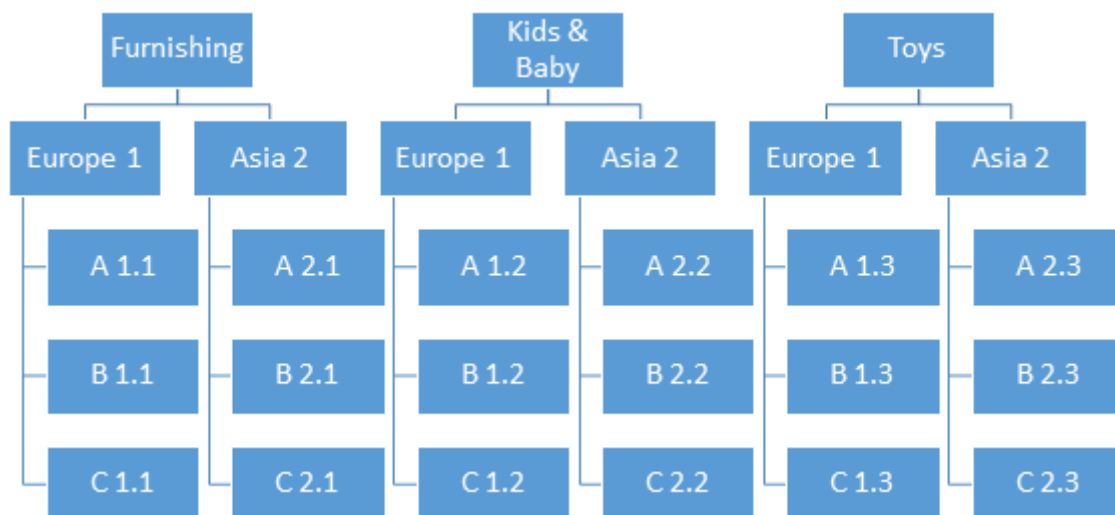 Furnishing
Kids &
Baby
Toys
Europe 1
Asia 2
Europe 1
Asia 2
Europe 1
Asia 2
A 1.1
A 2.1
A 1.2
A 2.2
A 1.3
A 2.3
B 1.1
B 2.1
B 1.2
B 2.2
B 1.3
B 2.3
C 1.1
C 2.1
C 1.2
C 2.2
C 1.3
C 2.3